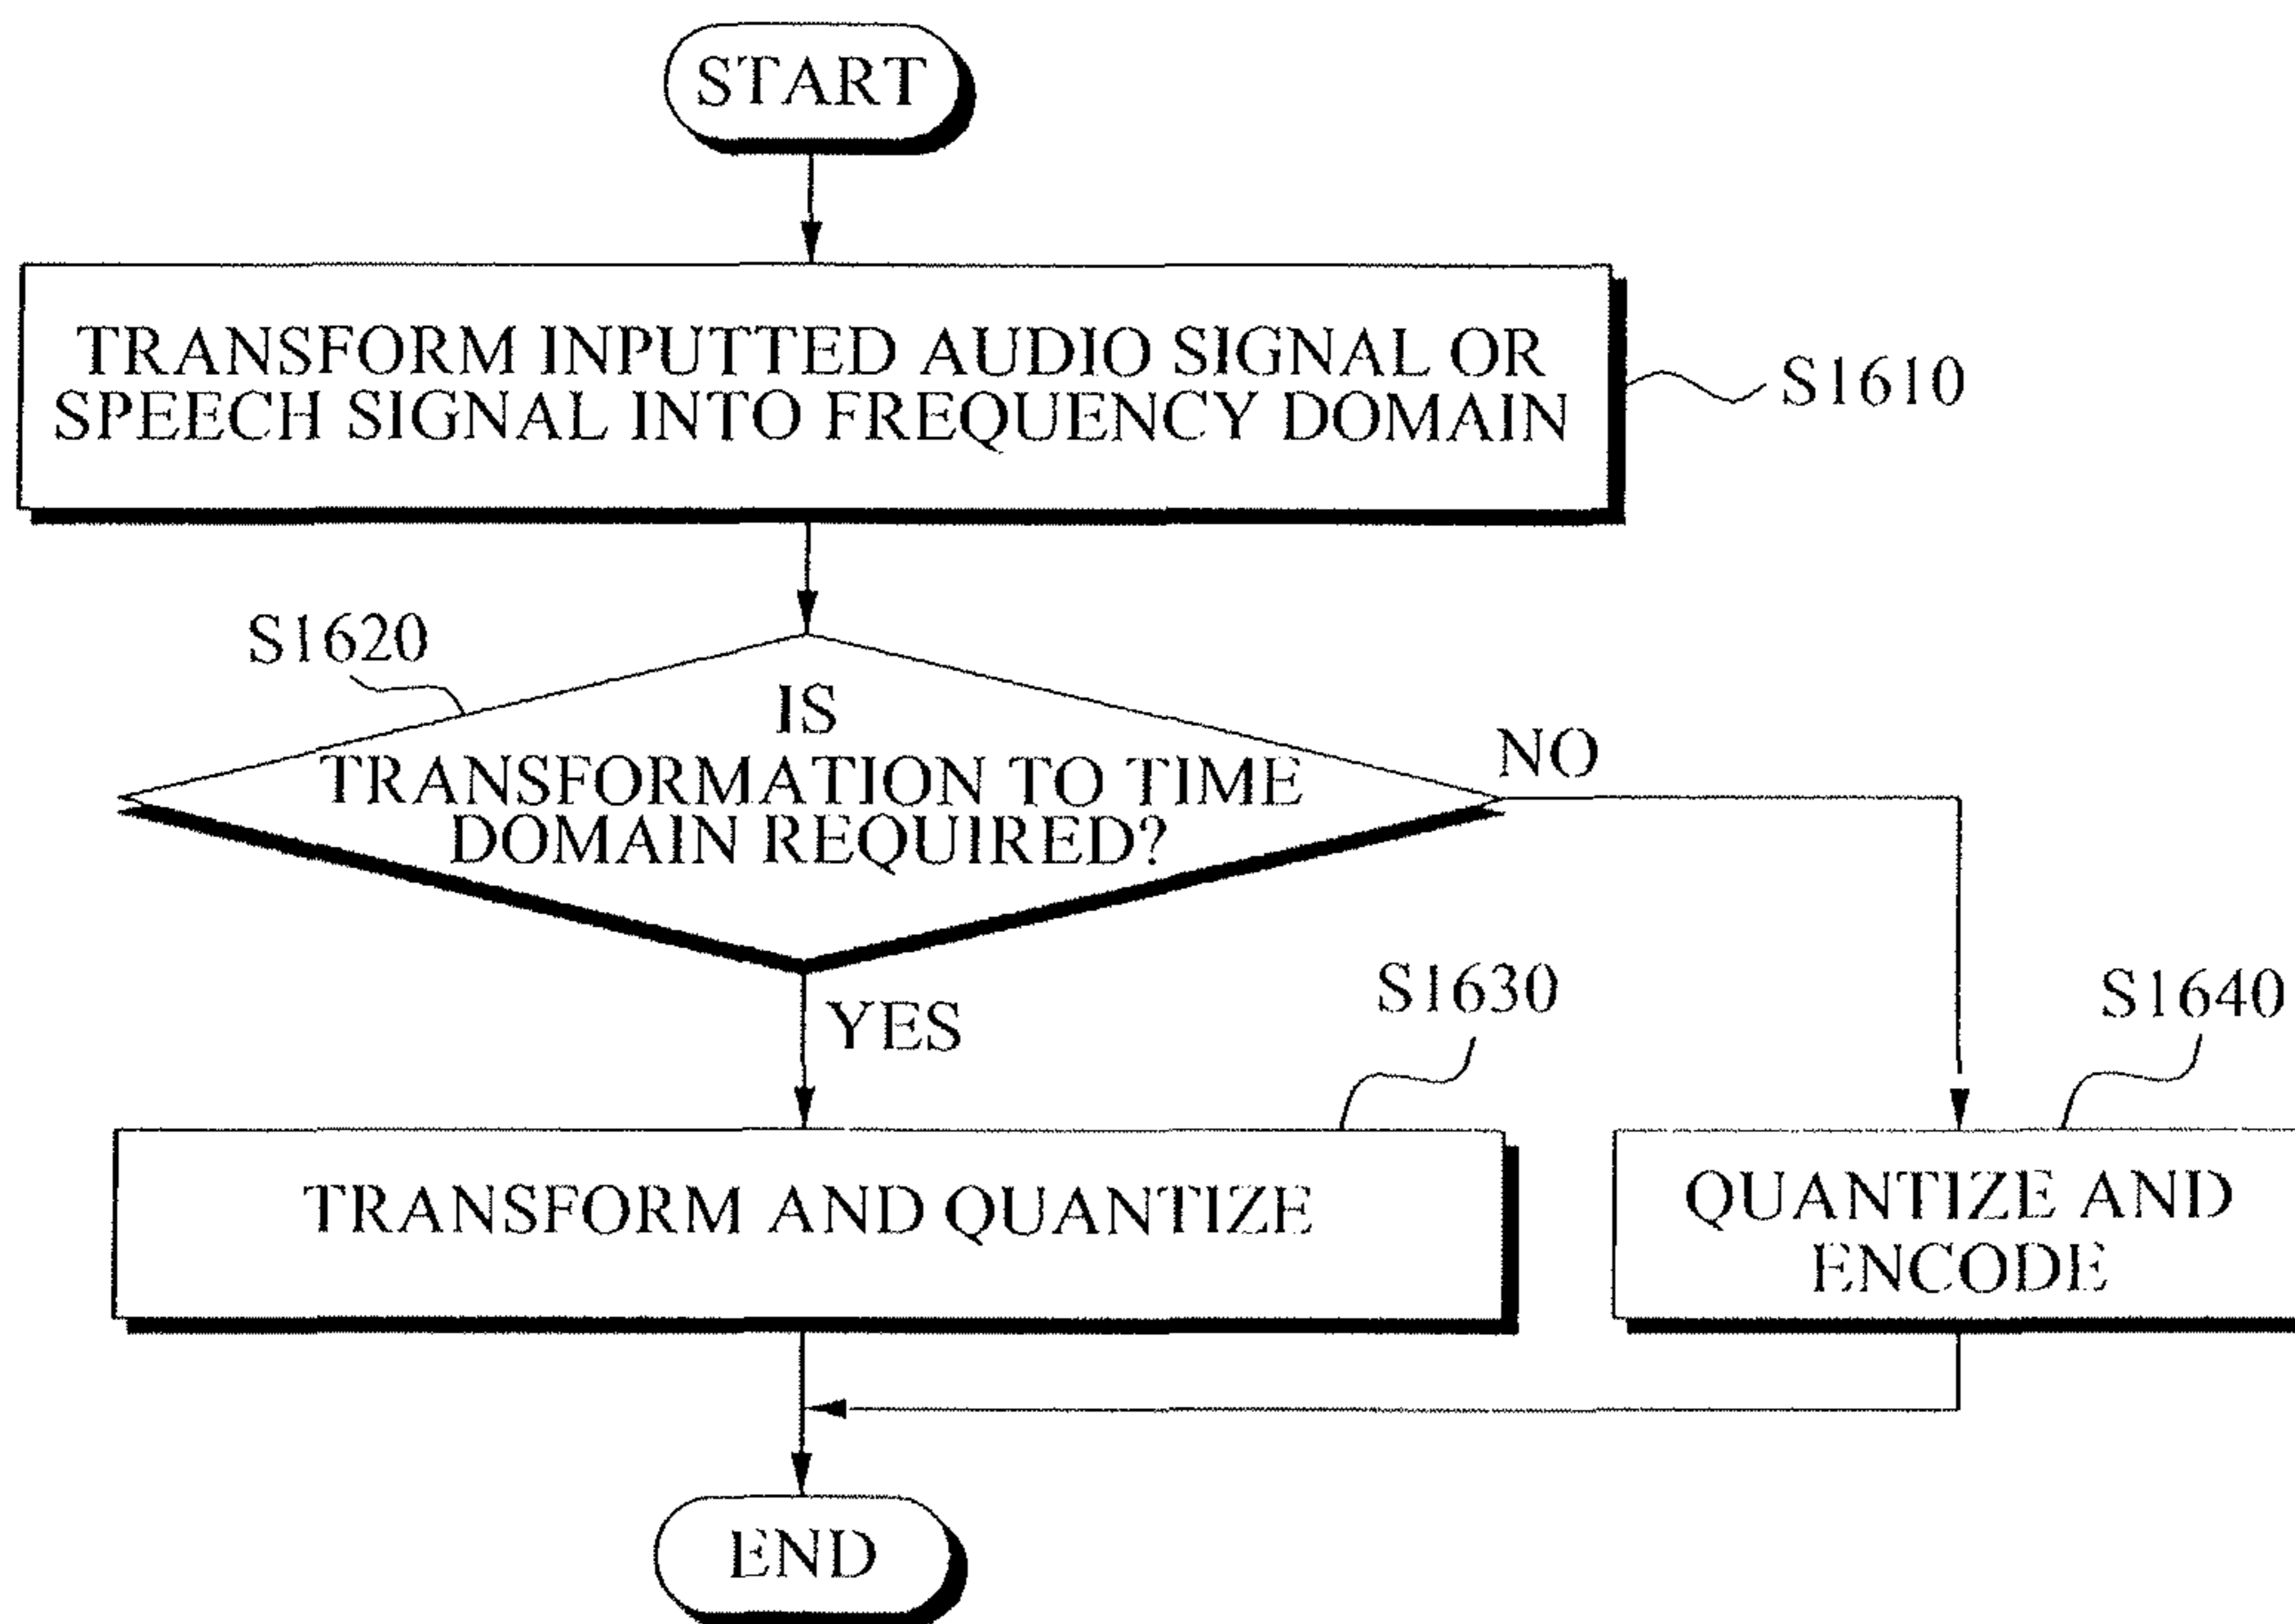 START
TRANSFORM INPUTTED AUDIO SIGNAL OR
SPEECH SIGNAL INTO FREQUENCY DOMAIN
S1610
S1620
IS
TRANSFORMATION TO TIME
DOMAIN REQUIRED?
NO
YES
S1630
S1640
TRANSFORM AND QUANTIZE
QUANTIZE AND
ENCODE
END